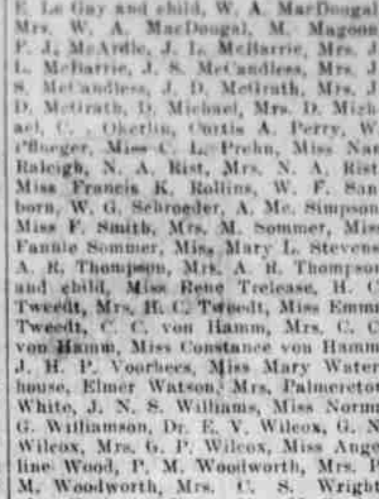 E. Le Gay and child, W. A. MacDougal
Mrs. W. A. MacDougal, M. Magoon
P. J. McArdle, J. L. McBarrie, Mrs. J
L. McBarrie, J. S. McCandless, Mrs. J
S. McCandless, J. D. McGrath, Mrs. J
D. McGrath, D. Michael, Mrs. D. Mich
ael, C. . Okerlin, Curtis A. Perry, W.
Pflueger, Miss C. L. Prehn, Miss Nan
Raleigh, N. A. Rist, Mrs. N. A. Rist
Miss Francis K. Rollins, W. F. San
born, W. G. Schroeder, A. Mc. Simpson
Miss F. Smith, Mrs. M. Sommer, Miss
Fannie Sommer, Miss Mary L. Stevens
A. R. Thompson, Mrs. A. R. Thompson
and child, Miss Rene Trelease, H. C
Tweedt, Mrs. H. C. Tweedt, Miss Emma
Tweedt, C. C. von Hamm, Mrs. C. C
von Hamm, Miss Constance von Hamm
J. H. P. Voorhees, Miss Mary Water
house, Elmer Watson, Mrs. Palmereton
White, J. N. S. Williams, Miss Norma
G. Williamson, Dr. E. V. Wilcox, G. N
Wilcox, Mrs. G. P. Wilcox, Miss Ange
line Wood, P. M. Woodworth, Mrs. P
M. Woodworth, Mrs. C. S. Wright